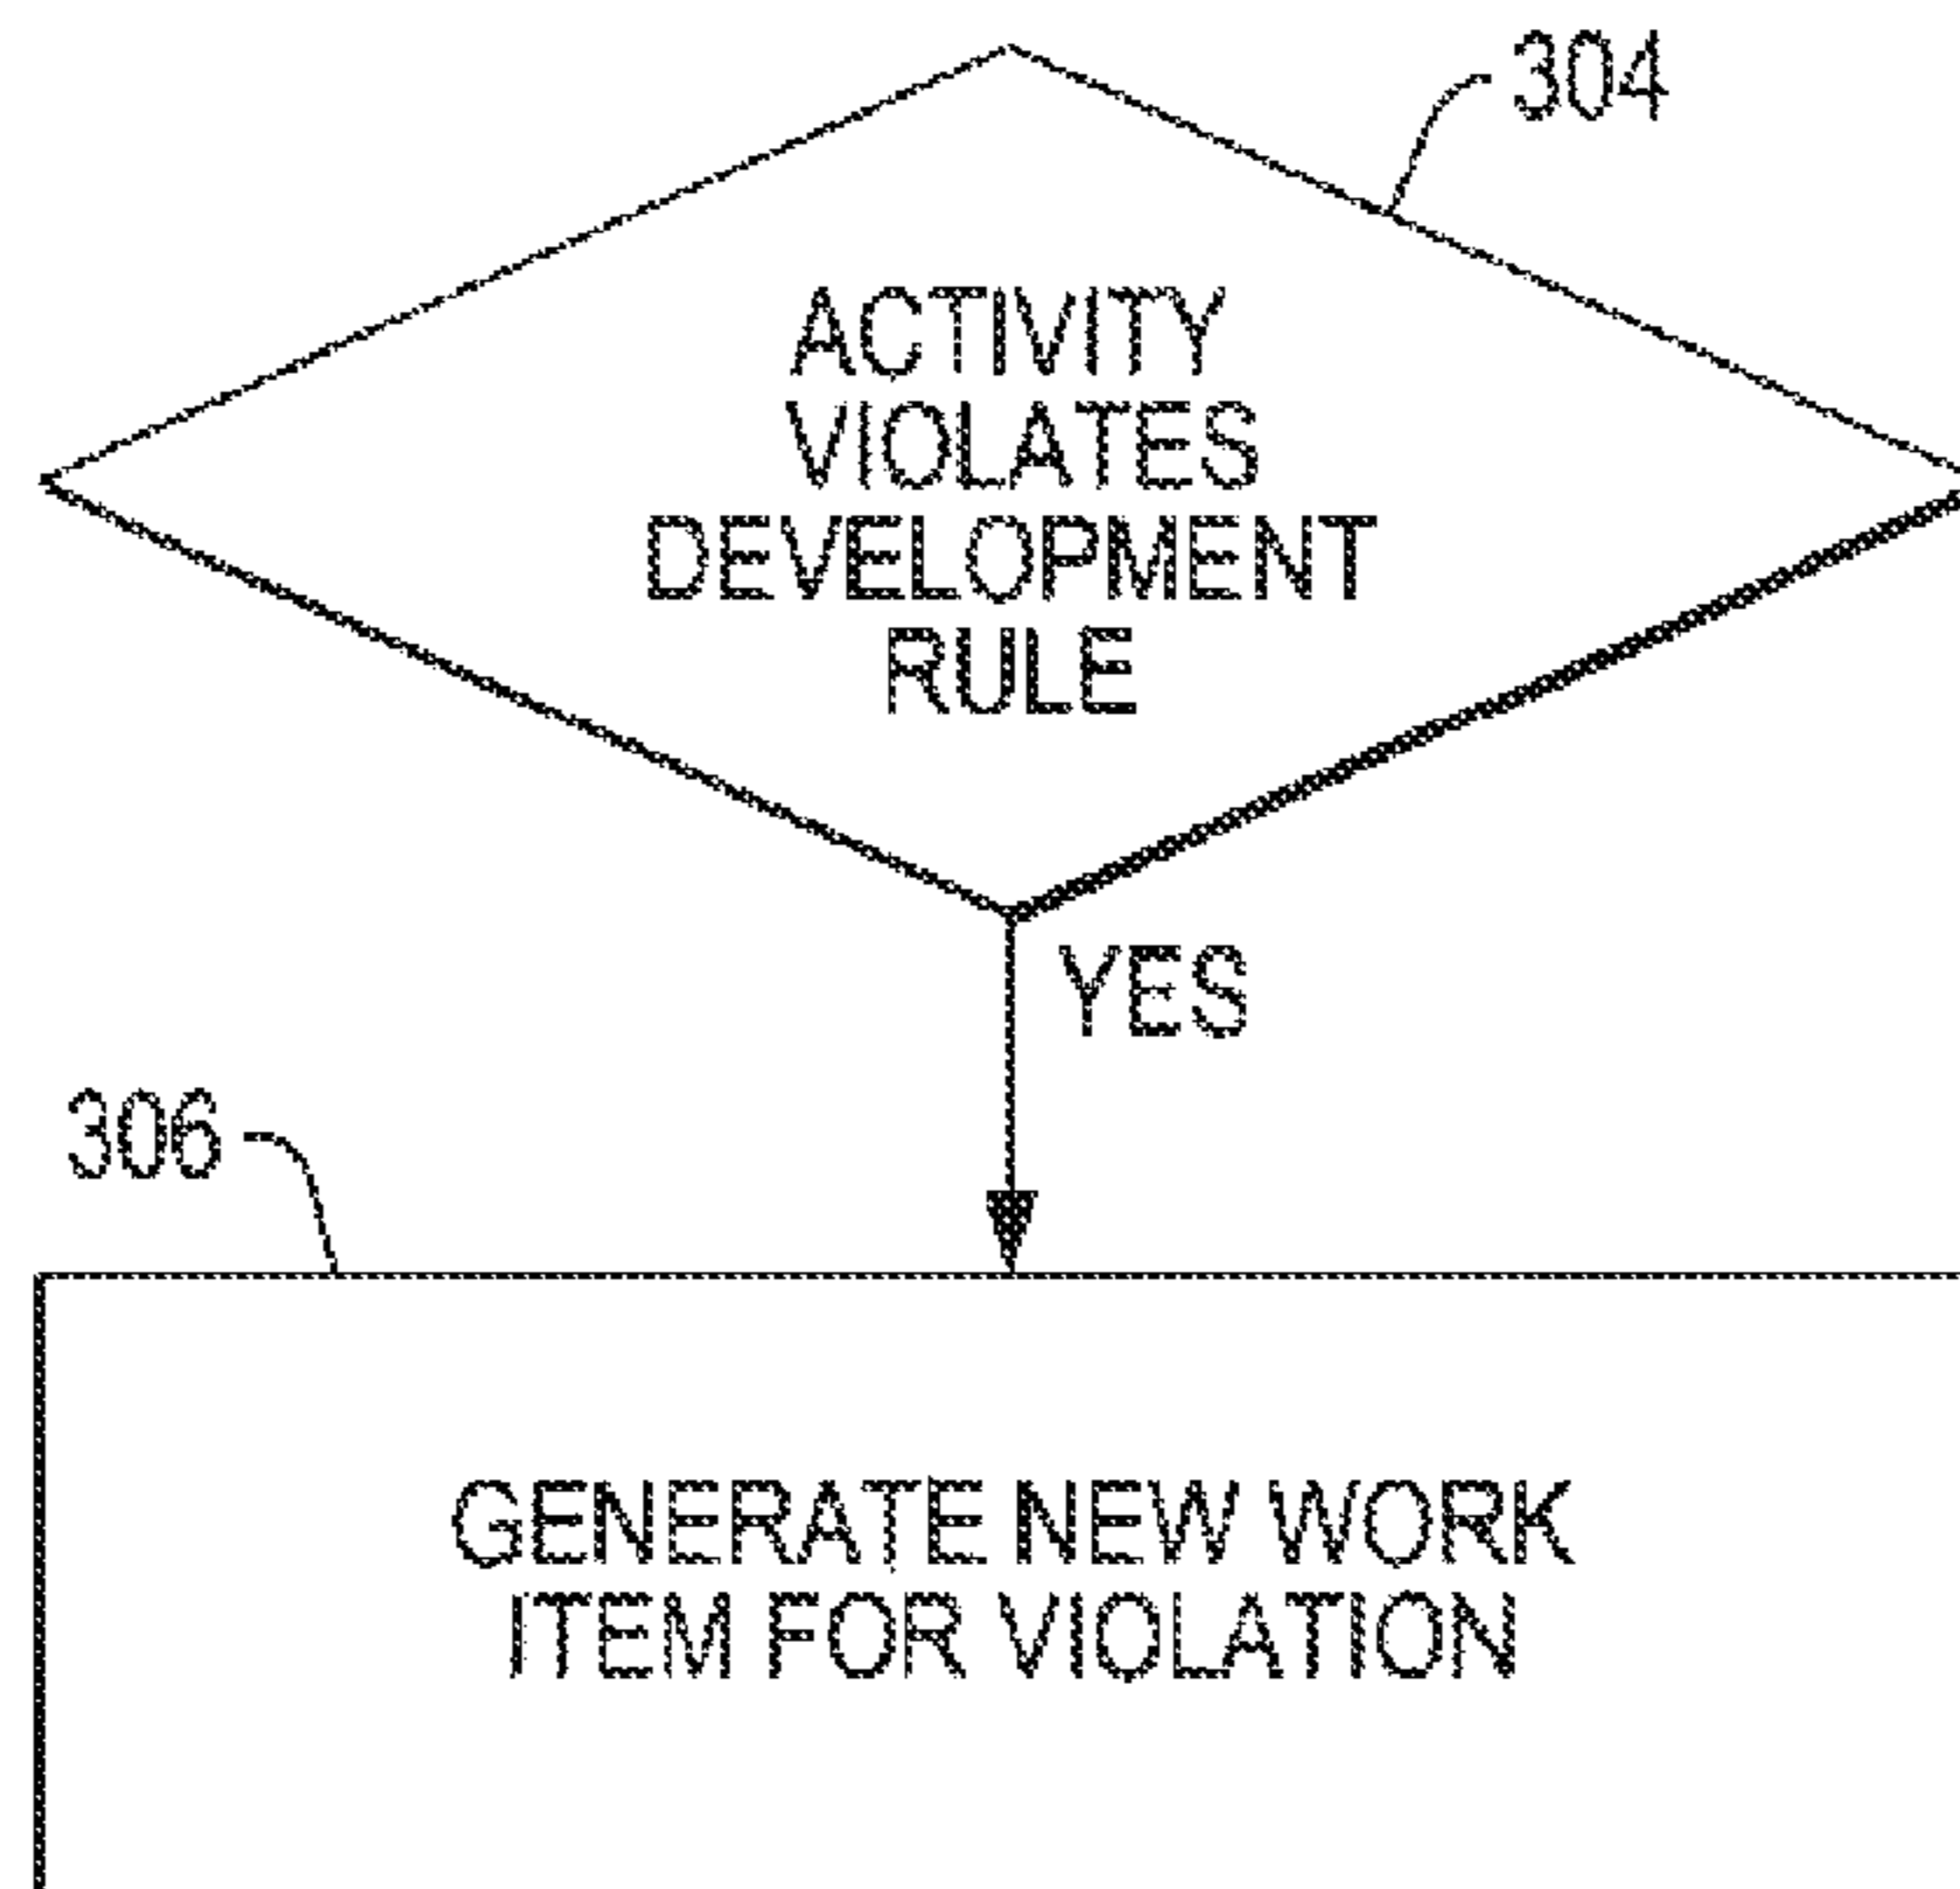 304
ACTIVITY
VIOLATES
DEVELOPMENT
RULE
YES
306
GENERATE NEW WORK
ITEM FOR VIOLATION